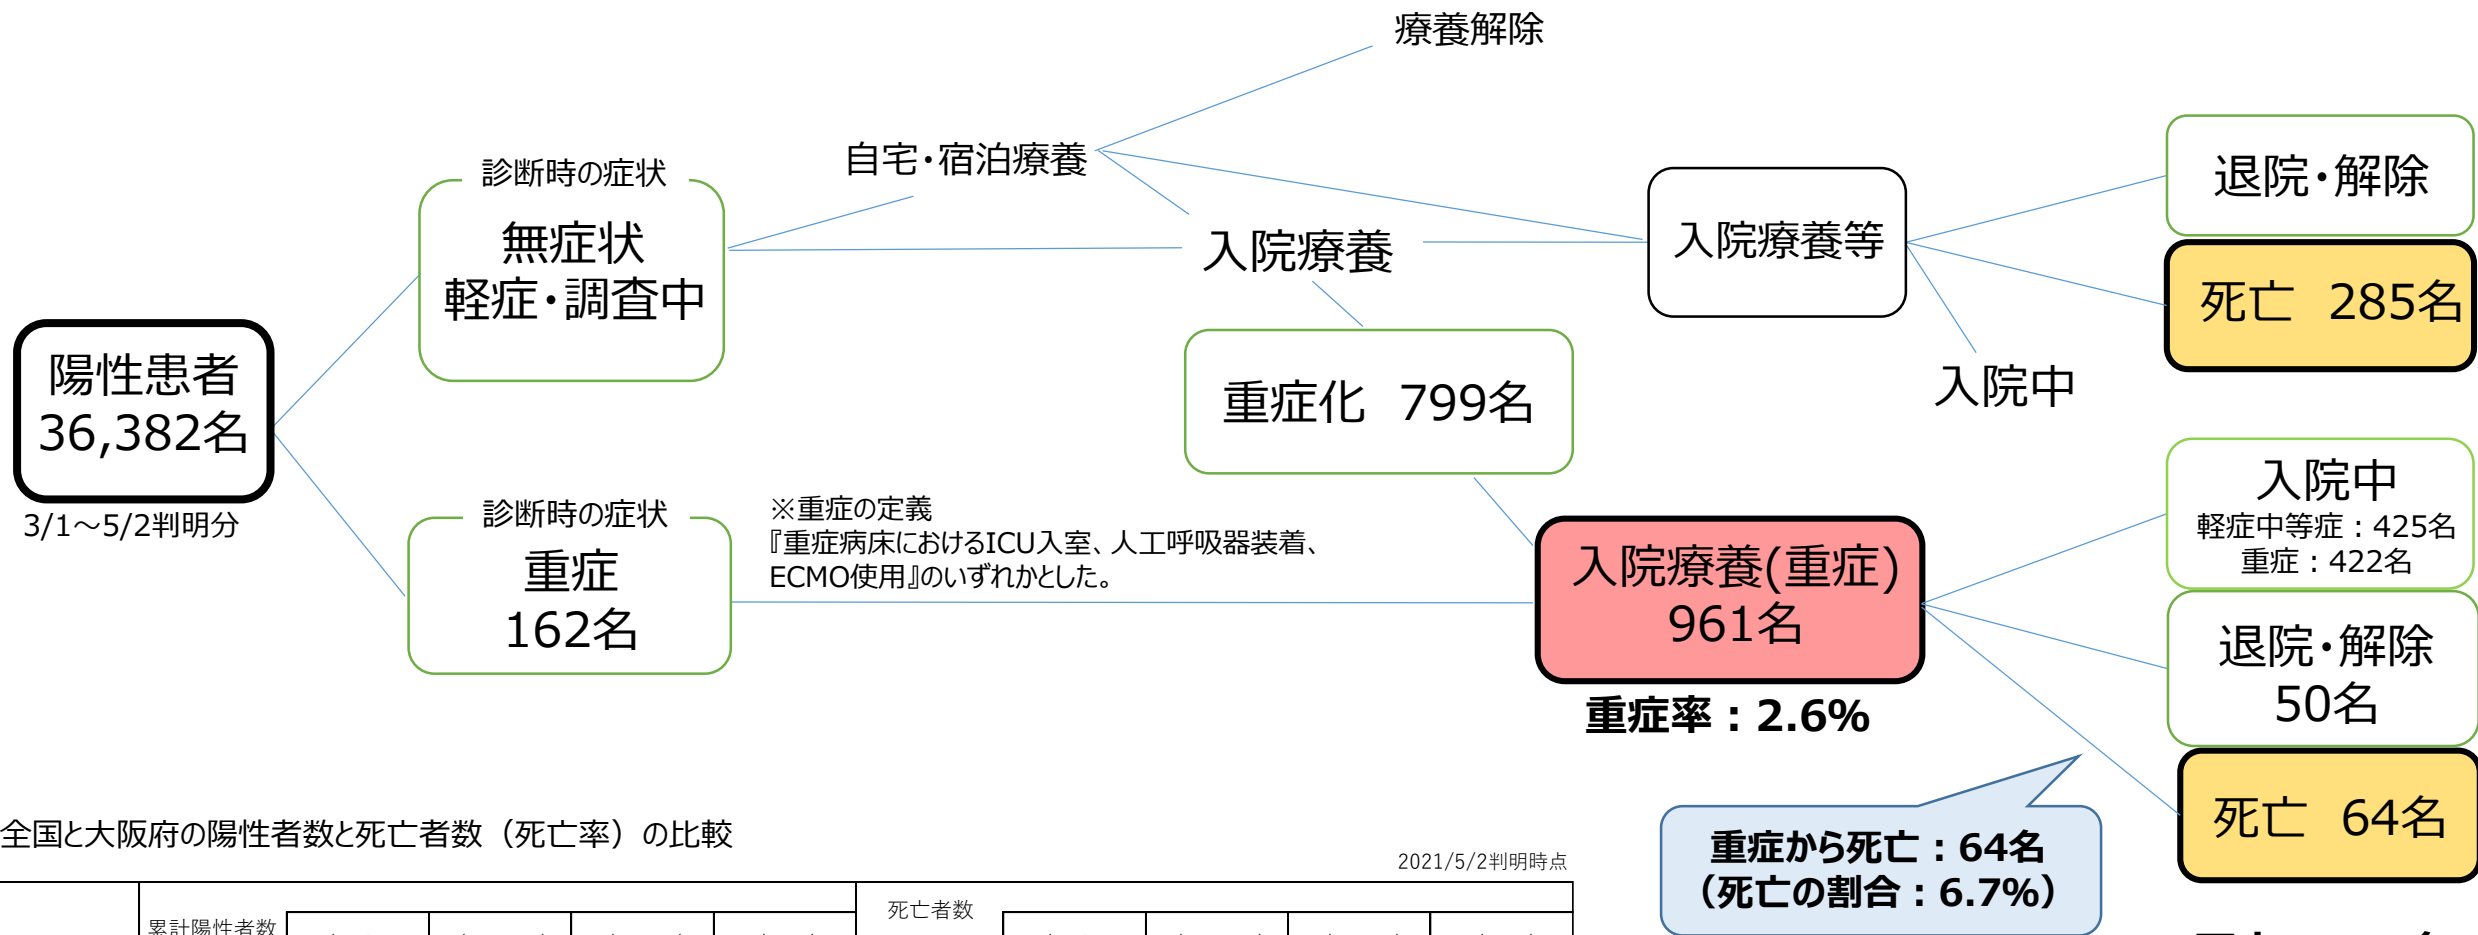 療養解除
自宅・宿泊療養
診断時の症状
無症状
軽症・調査中
入院療養
入院療養等
退院・解除
死亡　285名
入院中
陽性患者
36,382名
3/1～5/2判明分
重症化　799名
診断時の症状
重症
162名
※重症の定義
『重症病床におけるICU入室、人工呼吸器装着、
ECMO使用』のいずれかとした。
入院療養(重症)
961名
重症率：2.6%
入院中
軽症中等症：425名
重症：422名
退院・解除
50名
死亡　64名
重症から死亡：64名
（死亡の割合：6.7%）
全国と大阪府の陽性者数と死亡者数（死亡率）の比較
2021/5/2判明時点
累計陽性者数
死亡者数